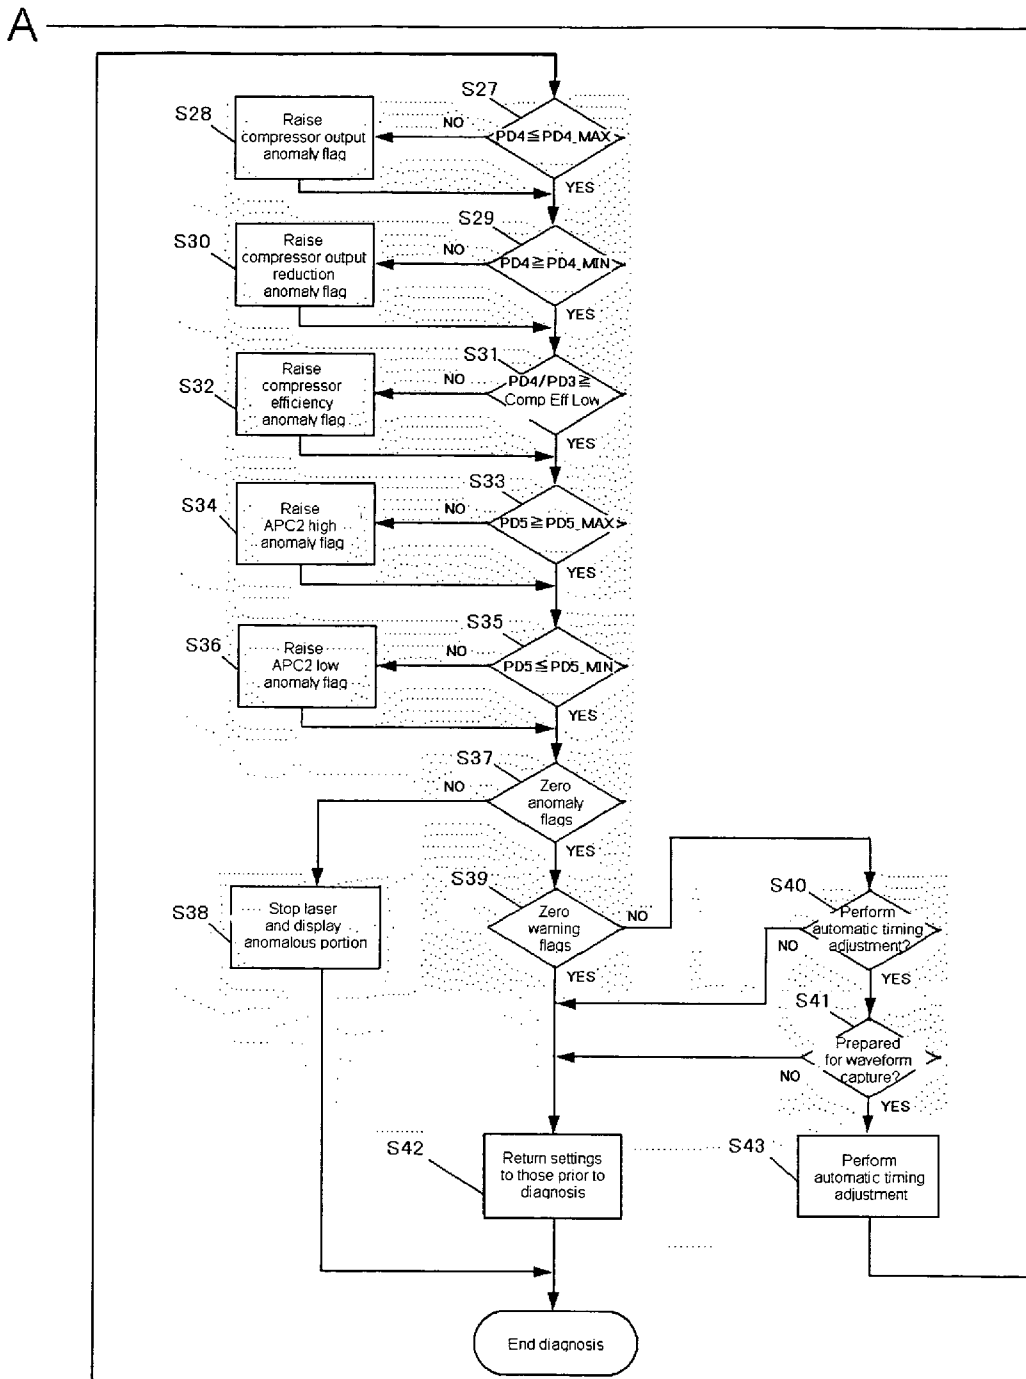 A
S27
PD4≦PD4_MAX
NO
YES
S28
Raise
compressor output
anomaly flag
S29
PD4≧PD4_MIN
NO
YES
S30
Raise
compressor output
reduction
anomaly flag
S31
PD4/PD3≧
Comp Eff Low
NO
YES
S32
Raise
compressor
efficiency
anomaly flag
S33
PD5≧PD5_MAX
NO
YES
S34
Raise
APC2 high
anomaly flag
S35
PD5≦PD5_MIN
NO
YES
S36
Raise
APC2 low
anomaly flag
S37
Zero
anomaly
flags
NO
YES
S38
Stop laser
and display
anomalous portion
S39
Zero
warning
flags
NO
YES
S40
Perform
automatic timing
adjustment?
NO
YES
S41
Prepared
for waveform
capture?
NO
YES
S42
Return settings
to those prior to
diagnosis
S43
Perform
automatic timing
adjustment
End diagnosis